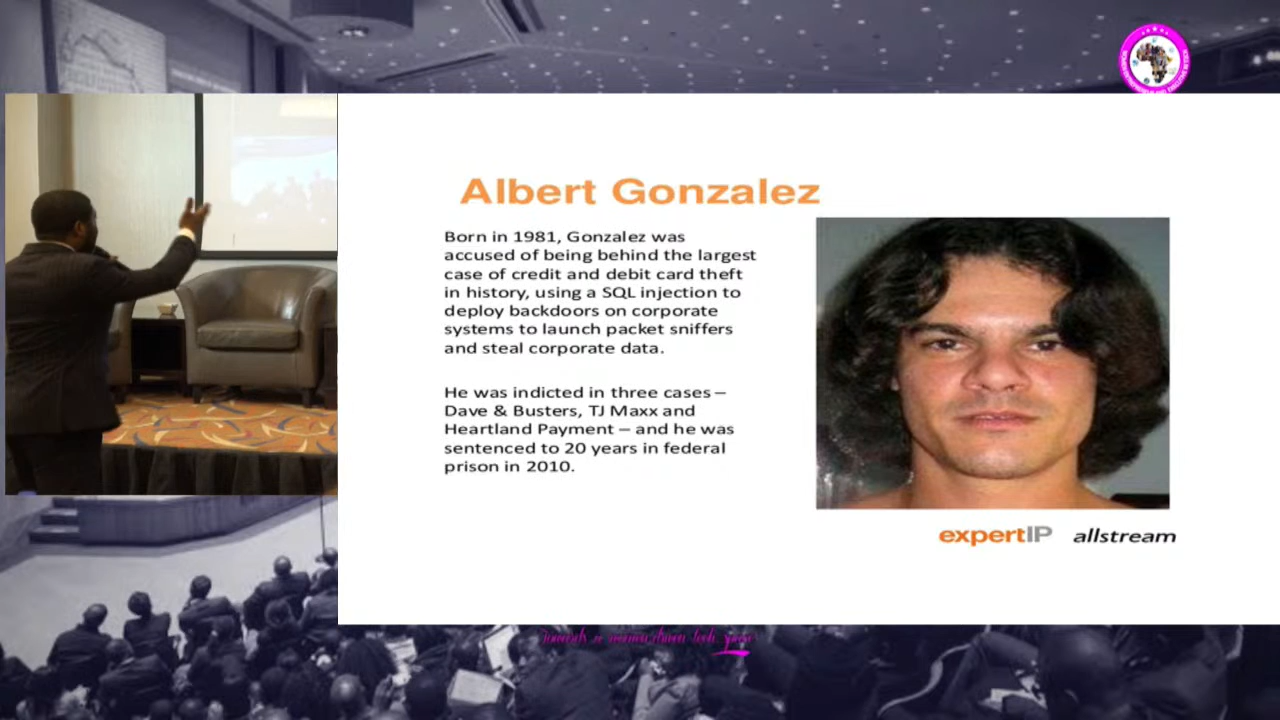 Albert Gonzalez
Born in 1981, Gonzalez was
accused of being behind the largest
case of credit and debit card theft
in history, using a SQL injection to
deploy backdoors on corporate
systems to launch packet sniffers
and steal corporate data.
He was indicted in three cases –
Dave & Busters, TJ Maxx and
Heartland Payment – and he was
sentenced to 20 years in federal
prison in 2010.
expertIP allstream